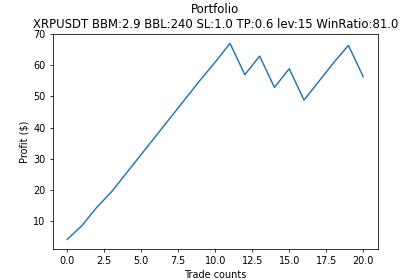 Portfolio
XRPUSDT BBM:2.9 BBL:240 SL:1.0 TP:0.6 lev:15 WinRatio:81.0
70
60
50
40
30
20
10
Profit ($)
0.0 2.5 5.0 7.5 10.0 12.5 15.0 17.5 20.0
Trade counts